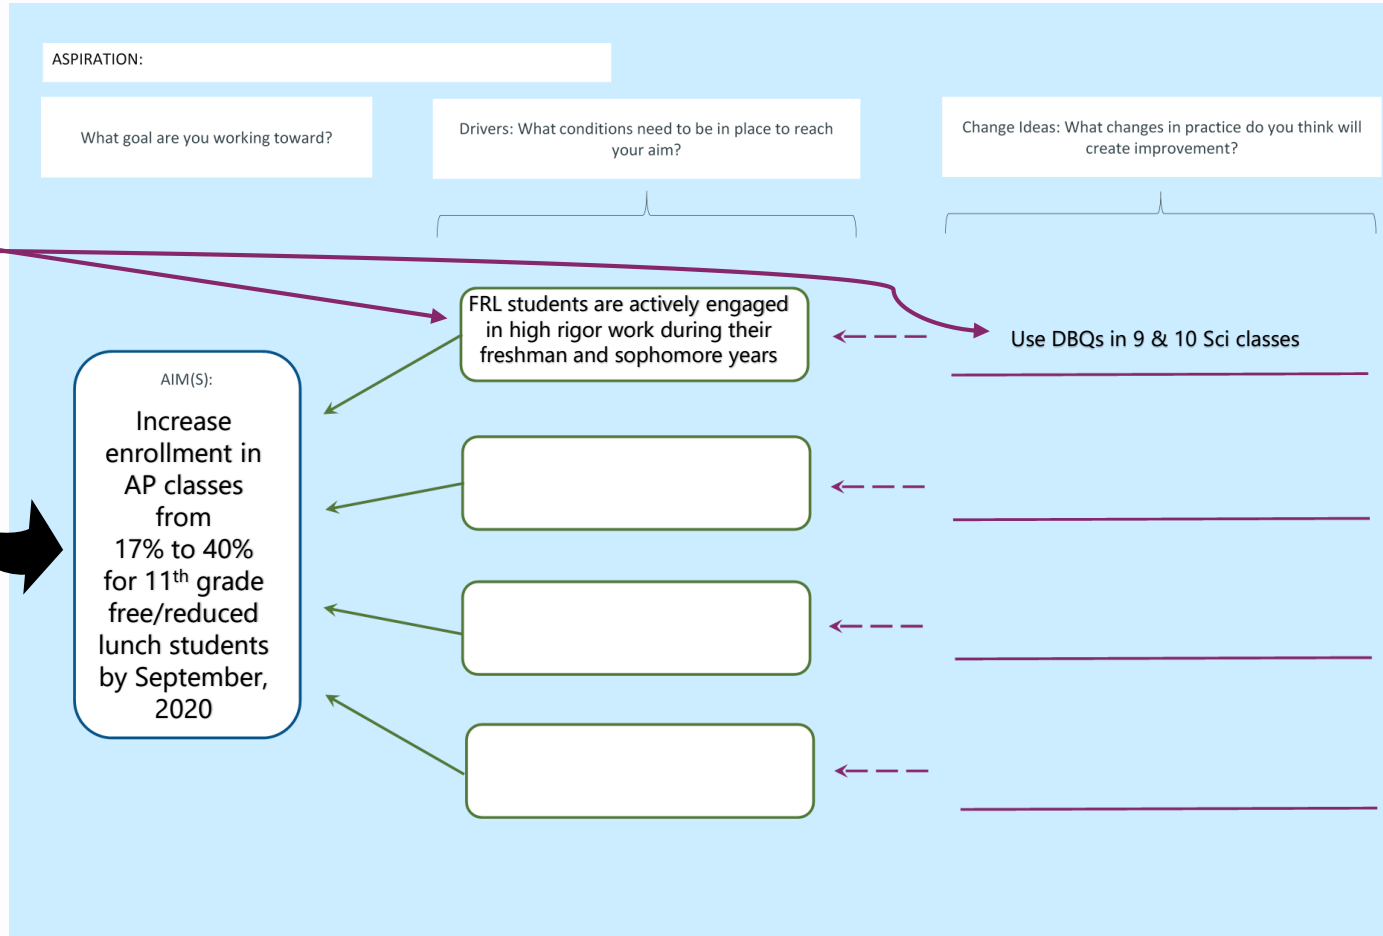 ASPIRATION:
What goal are you working toward?
Drivers: What conditions need to be in place to reach
your aim?
Change Ideas: What changes in practice do you think will
create improvement?
FRL students are actively engaged
in high rigor work during their
freshman and sophomore years
Use DBQs in 9 & 10 Sci classes
AIM(S):
Increase
enrollment in
AP classes
from
17% to 40%
for 11th grade
free/reduced
lunch students
by September,
2020